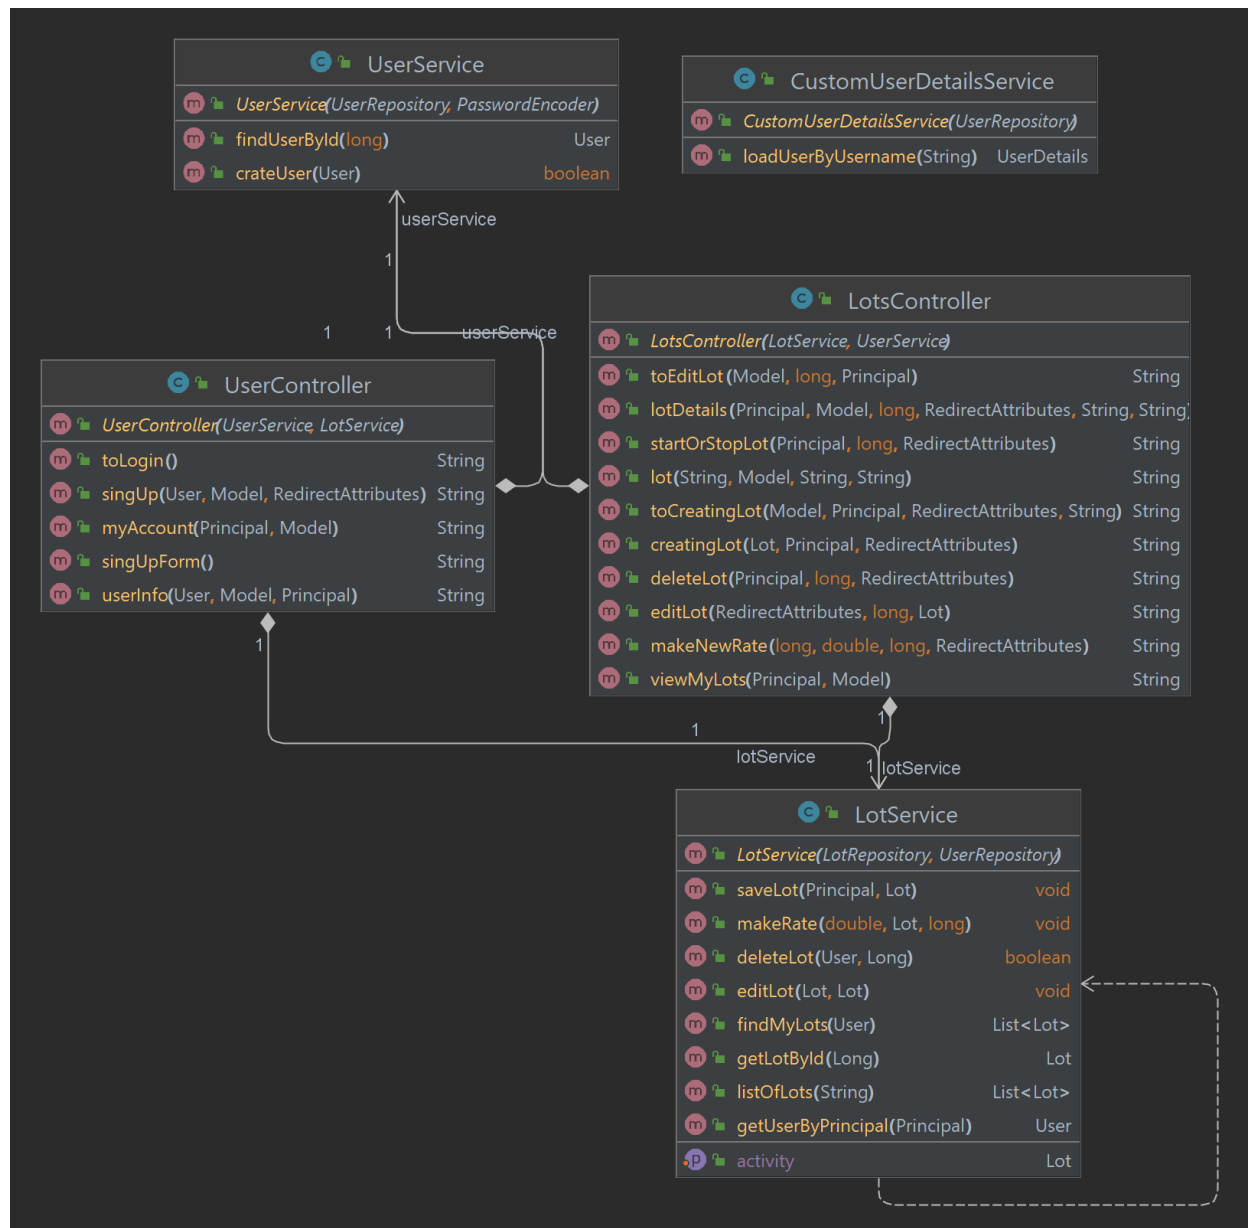 UserService
UserService(UserRepository, PasswordEncoder)
findUserById(long) User
crateUser(User) boolean
CustomUserDetailsService
CustomUserDetailsService(UserRepository)
loadUserByUsername(String) UserDetails
userService
1
1
1
userService
LotsController
LotsController(LotService, UserService)
toEditLot(Model, long, Principal) String
lotDetails(Principal, Model, long, RedirectAttributes, String, String)
startOrStopLot(Principal, long, RedirectAttributes) String
lot(String, Model, String, String) String
toCreatingLot(Model, Principal, RedirectAttributes, String) String
creatingLot(Lot, Principal, RedirectAttributes) String
deleteLot(Principal, long, RedirectAttributes) String
editLot(RedirectAttributes, long, Lot) String
makeNewRate(long, double, long, RedirectAttributes) String
viewMyLots(Principal, Model) String
UserController
UserController(UserService, LotService)
toLogin() String
singUp(User, Model, RedirectAttributes) String
myAccount(Principal, Model) String
singUpForm() String
userInfo(User, Model, Principal) String
1
1
1
lotService
1
lotService
LotService
LotService(LotRepository, UserRepository)
saveLot(Principal, Lot) void
makeRate(double, Lot, long) void
deleteLot(User, Long) boolean
editLot(Lot, Lot) void
findMyLots(User) List<Lot>
getLotById(Long) Lot
listOfLots(String) List<Lot>
getUserByPrincipal(Principal) User
activity Lot